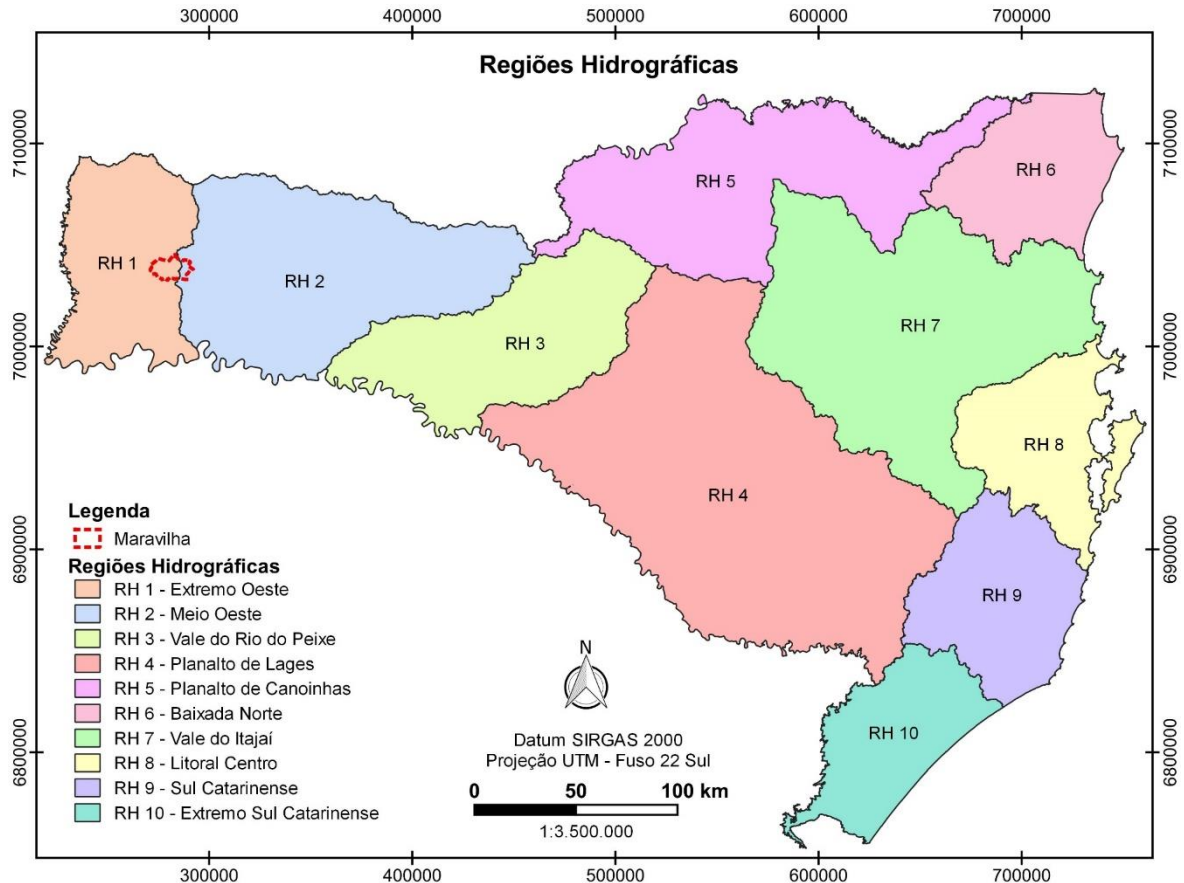 300000 400000 500000 600000 700000
Regiões Hidrográficas
7100000 7100000
7000000 7000000
6900000 6900000
6800000 6800000
RH 5
RH 6
RH 1
RH 2
RH 7
RH 3
RH 8
RH 4
RH 9
RH 10
Legenda
Maravilha
Regiões Hidrográficas
RH 1 - Extremo Oeste
RH 2 - Meio Oeste
RH 3 - Vale do Rio do Peixe
RH 4 - Planalto de Lages
RH 5 - Planalto de Canoinhas
RH 6 - Baixada Norte
RH 7 - Vale do Itajaí
RH 8 - Litoral Centro
RH 9 - Sul Catarinense
RH 10 - Extremo Sul Catarinense
N
Datum SIRGAS 2000
Projeção UTM - Fuso 22 Sul
0 50 100 km
1:3.500.000
300000 400000 500000 600000 700000